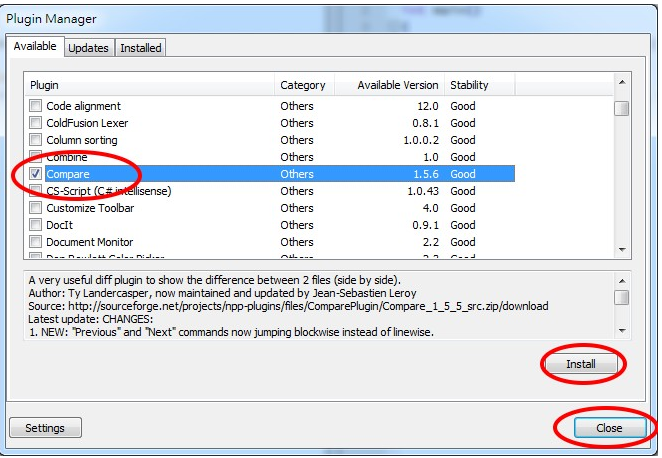 Plugin Manager
Available Updates Installed
Plugin Category Available Version Stability
Code alignment Others 12.0 Good
ColdFusion Lexer Others 0.8.1 Good
Column sorting Others 1.0.0.2 Good
Combine Others 1.0 Good
Compare Others 1.5.6 Good
CS-Script (C# intellisense) Others 1.0.43 Good
Customize Toolbar Others 4.0 Good
DocIt Others 0.9.1 Good
Document Monitor Others 2.2 Good
A very useful diff plugin to show the difference between 2 files (side by side).
Author: Ty Landercasper, now maintained and updated by Jean-Sebastien Leroy
Source: http://sourceforge.net/projects/npp-plugins/files/ComparePlugin/Compare_1_5_5_src.zip/download
Latest update: CHANGES:
1. NEW: "Previous" and "Next" commands now jumping blockwise instead of linewise.
Install
Settings Close